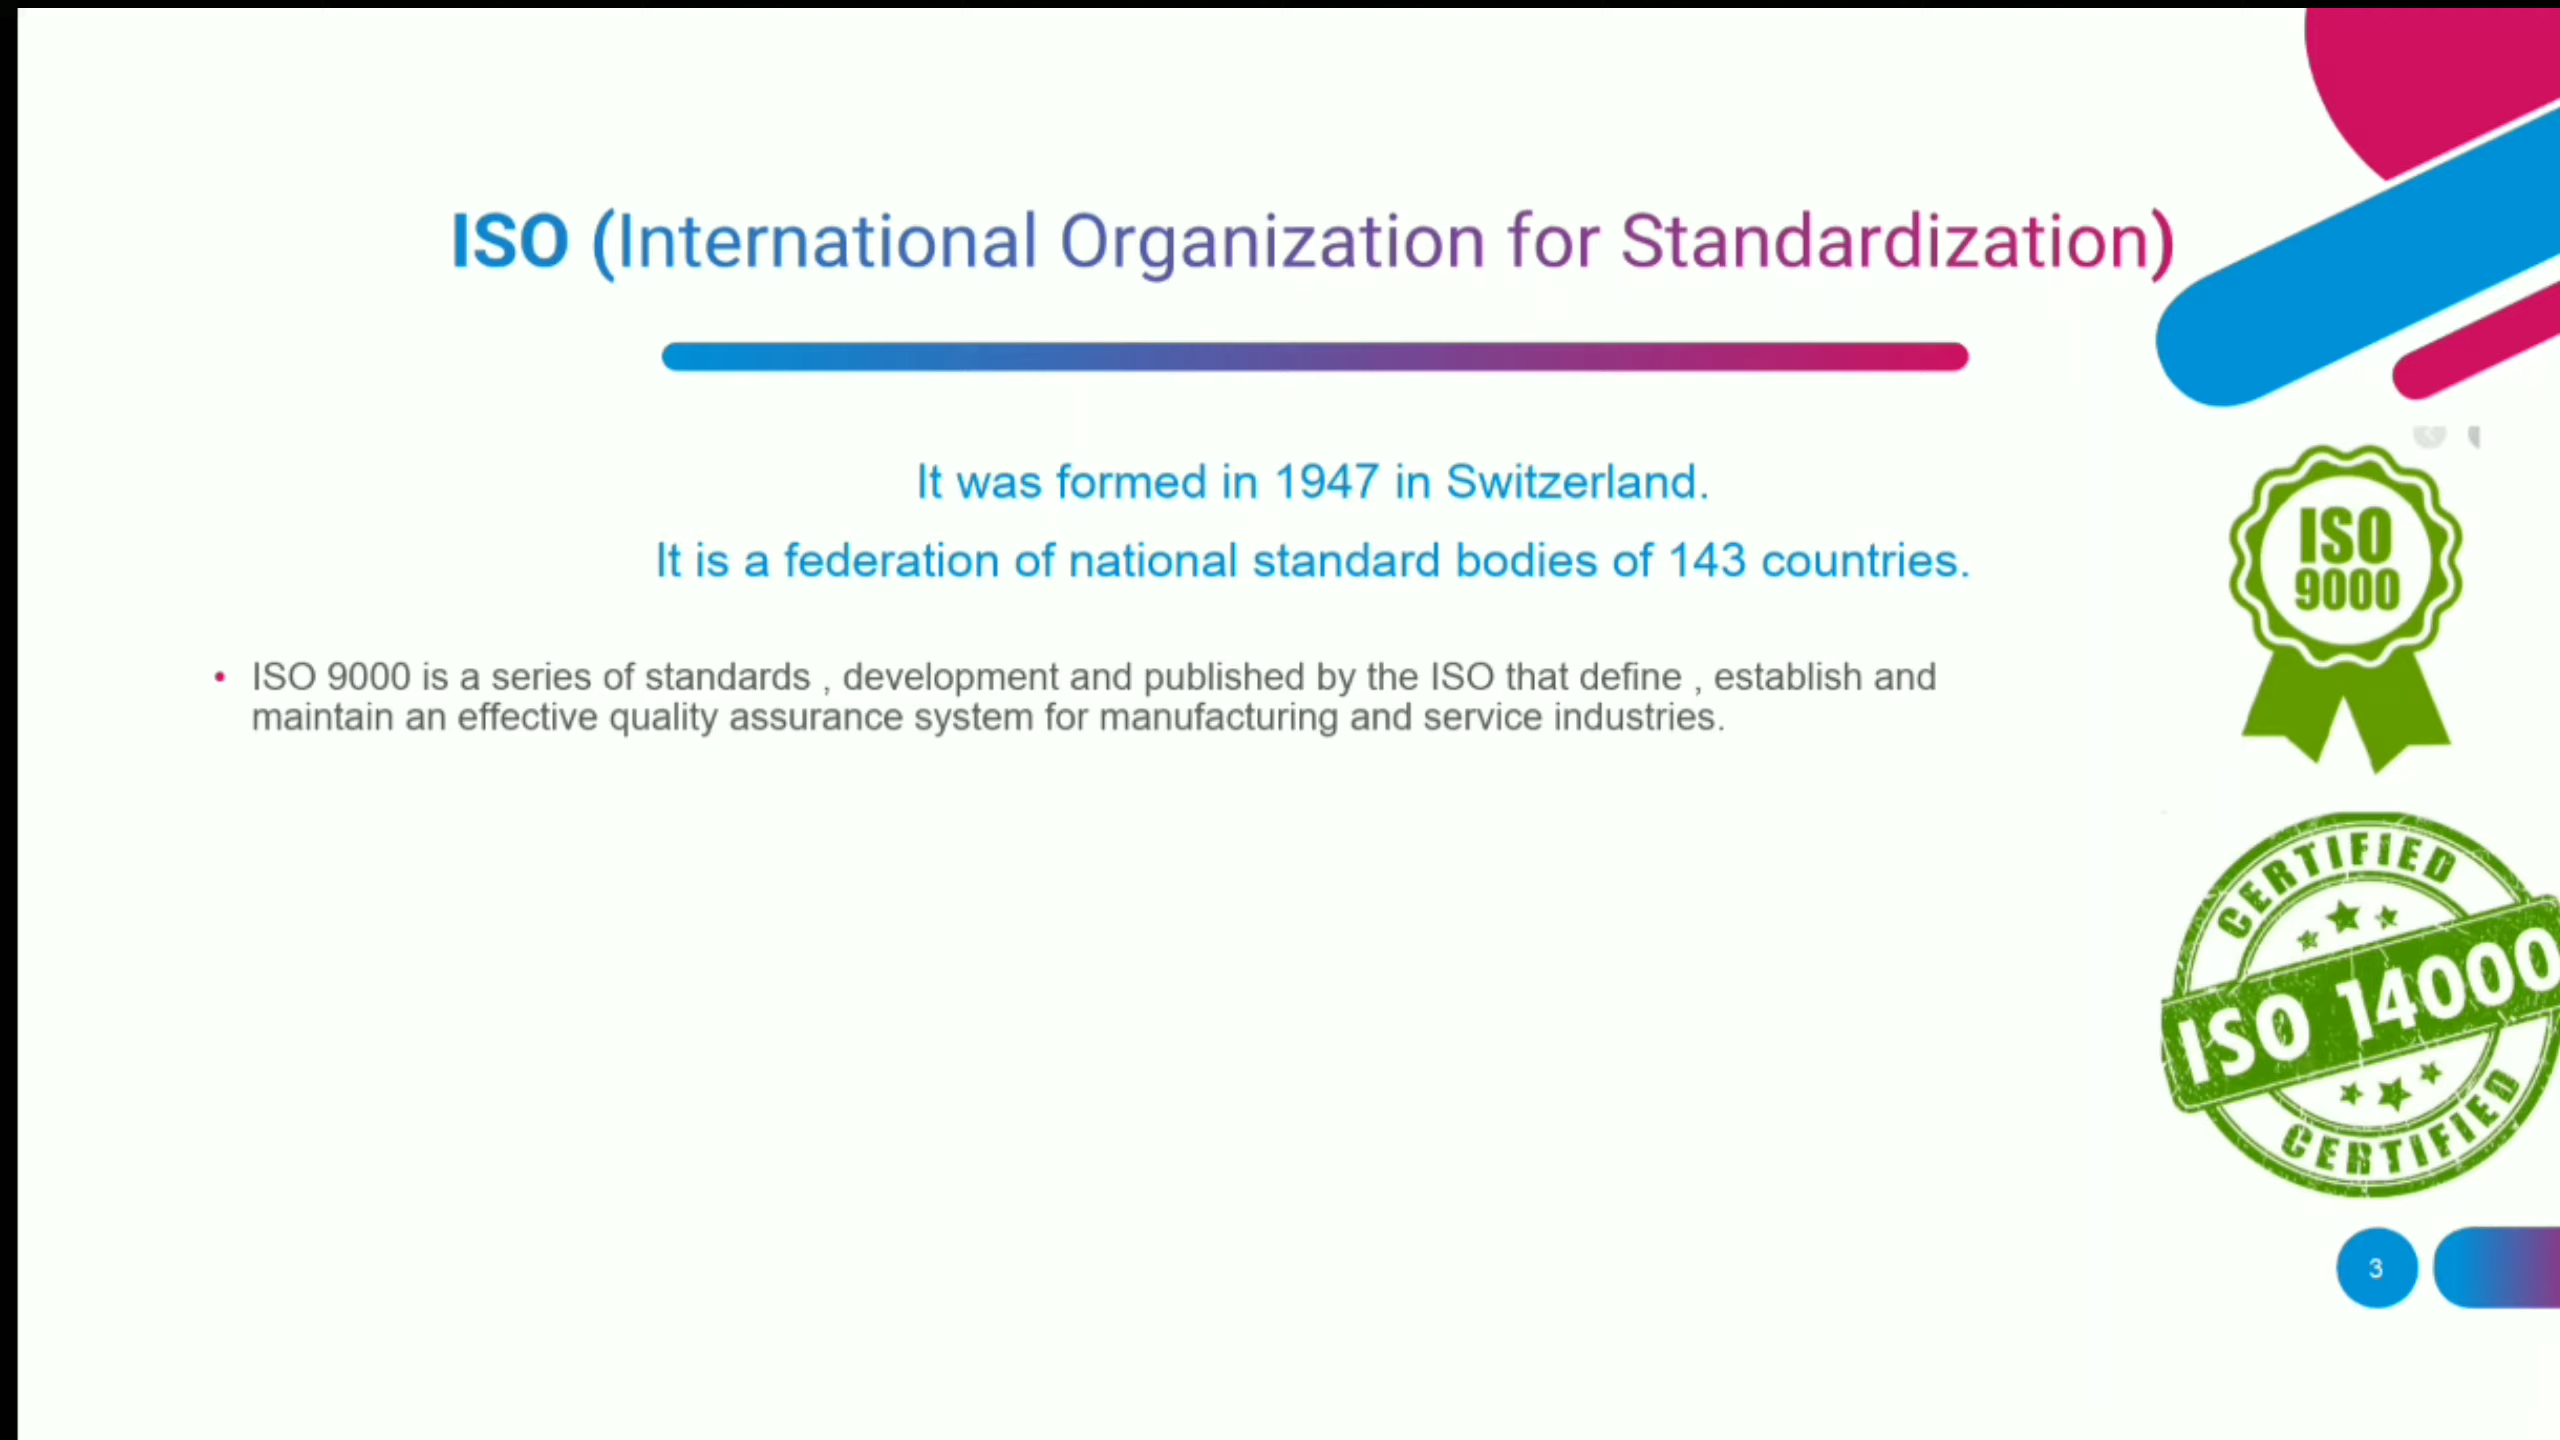 ISO (International Organization for Standardization)
It was formed in 1947 in Switzerland.
It is a federation of national standard bodies of 143 countries.
• ISO 9000 is a series of standards , development and published by the ISO that define , establish and
maintain an effective quality assurance system for manufacturing and service industries.
ISO
9000
CERTIFIED
ISO 14000
CERTIFIED
3